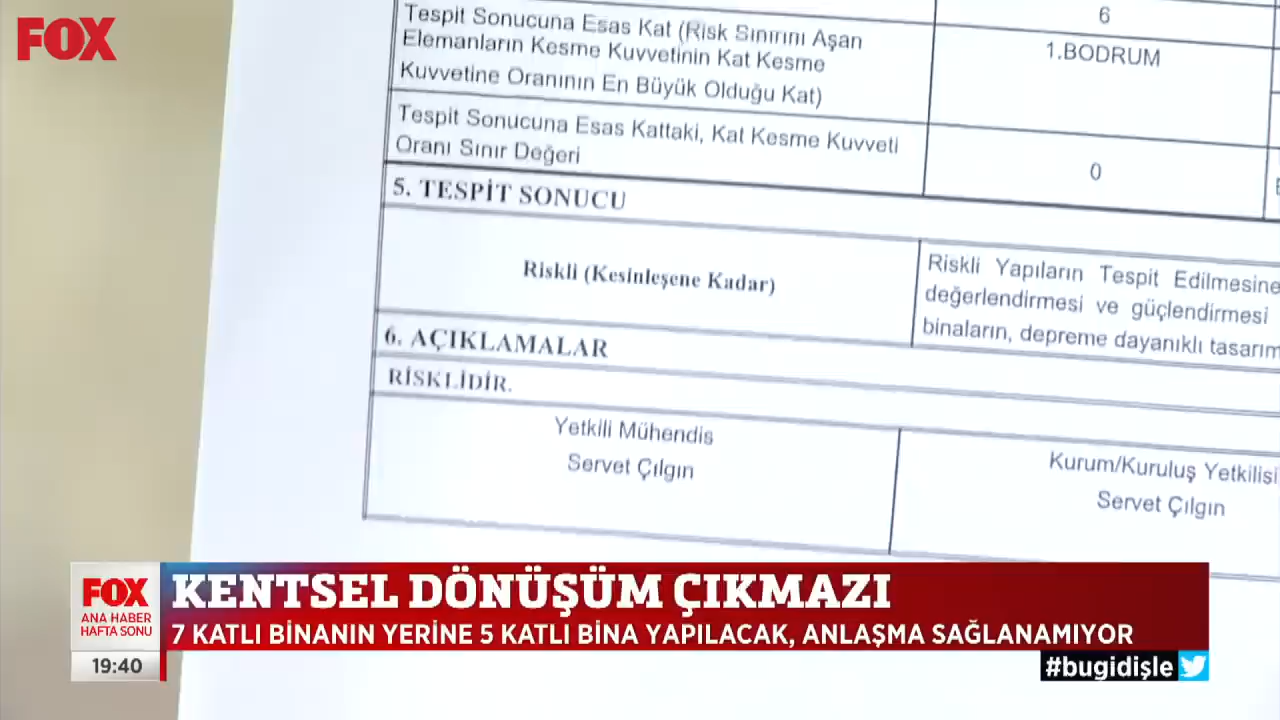 FOX
6
Tespit Sonucuna Esas Kat (Risk Sınırını Aşan
Elemanların Kesme Kuvvetinin Kat Kesme
Kuvvetine Oranının En Büyük Olduğu Kat)
1.BODRUM
Tespit Sonucuna Esas Kattaki, Kat Kesme Kuvveti
Oranı Sınır Değeri
0
5. TESPİT SONUCU
Riskli (Kesinleşene Kadar)
Riskli Yapıların Tespit Edilmesine
değerlendirmesi ve güçlendirmesi
binaların, depreme dayanıklı tasarım
6. AÇIKLAMALAR
RİSKLİDİR.
Yetkili Mühendis
Servet Çılgın
Kurum/Kuruluş Yetkilisi
Servet Çılgın
FOX
ANA HABER
HAFTA SONU
19:40
KENTSEL DÖNÜŞÜM ÇIKMAZI
7 KATLI BİNANIN YERİNE 5 KATLI BİNA YAPILACAK, ANLAŞMA SAĞLANAMIYOR
#bugidişle